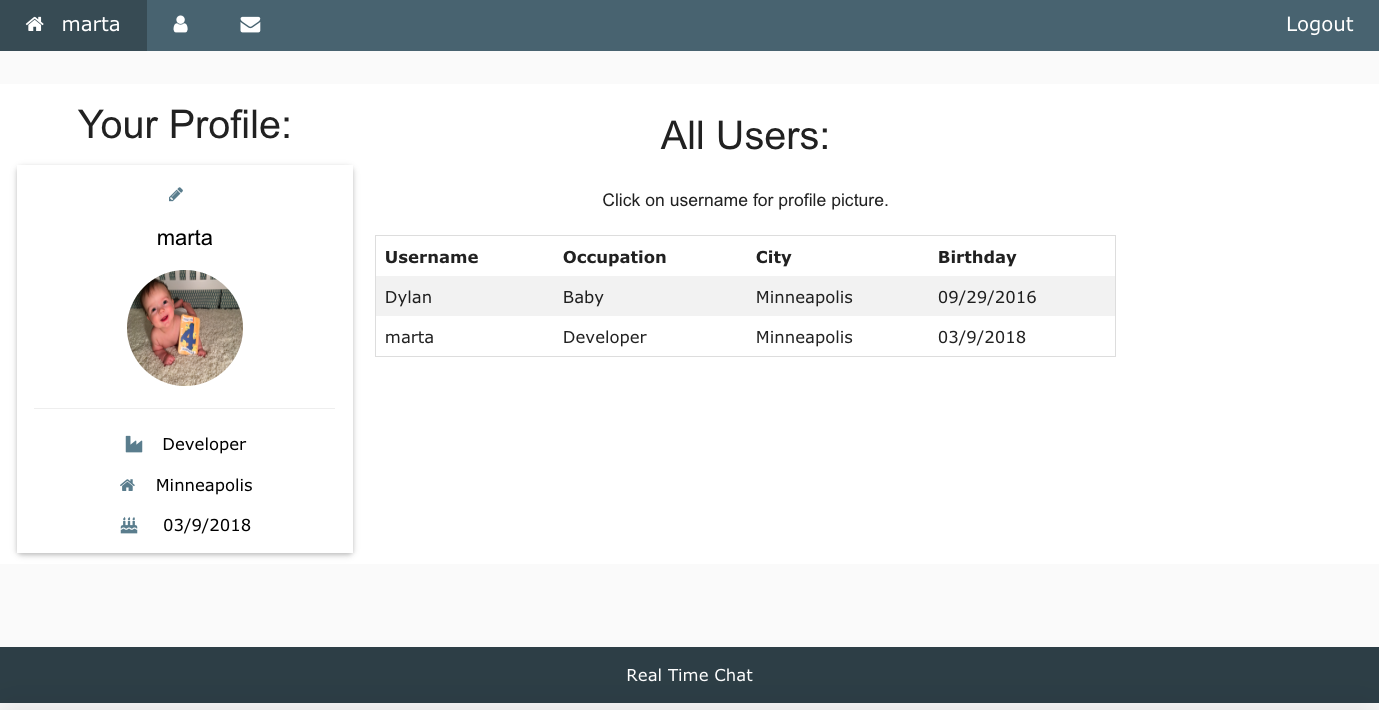 marta
Logout
Your Profile:
marta
4
Developer
Minneapolis
03/9/2018
All Users:
Click on username for profile picture.
Username Occupation City Birthday
Dylan Baby Minneapolis 09/29/2016
marta Developer Minneapolis 03/9/2018
Real Time Chat